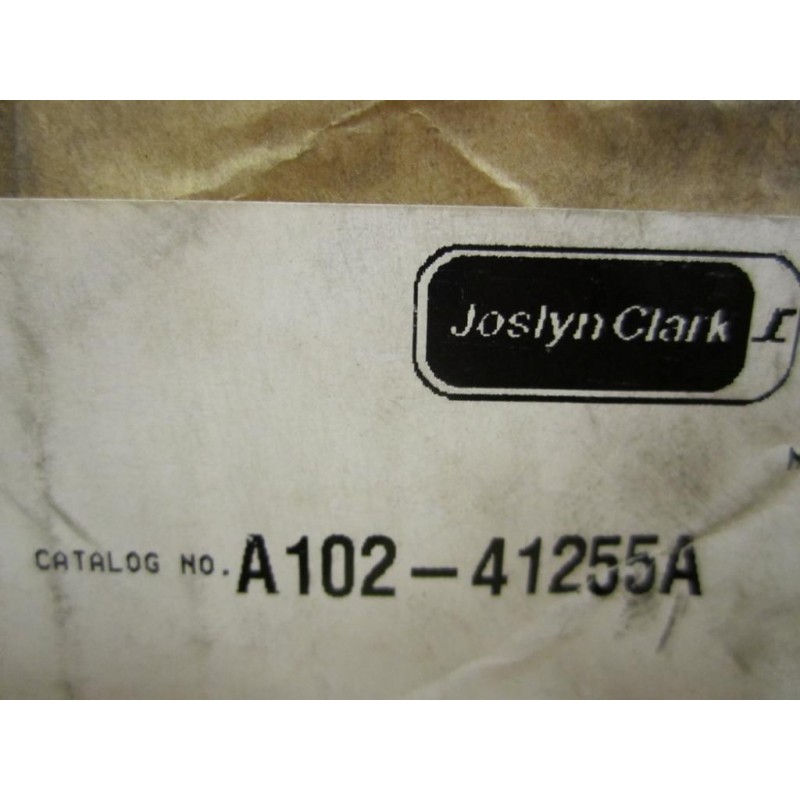 Joslyn Clark
CATALOG NO. A102-41255A